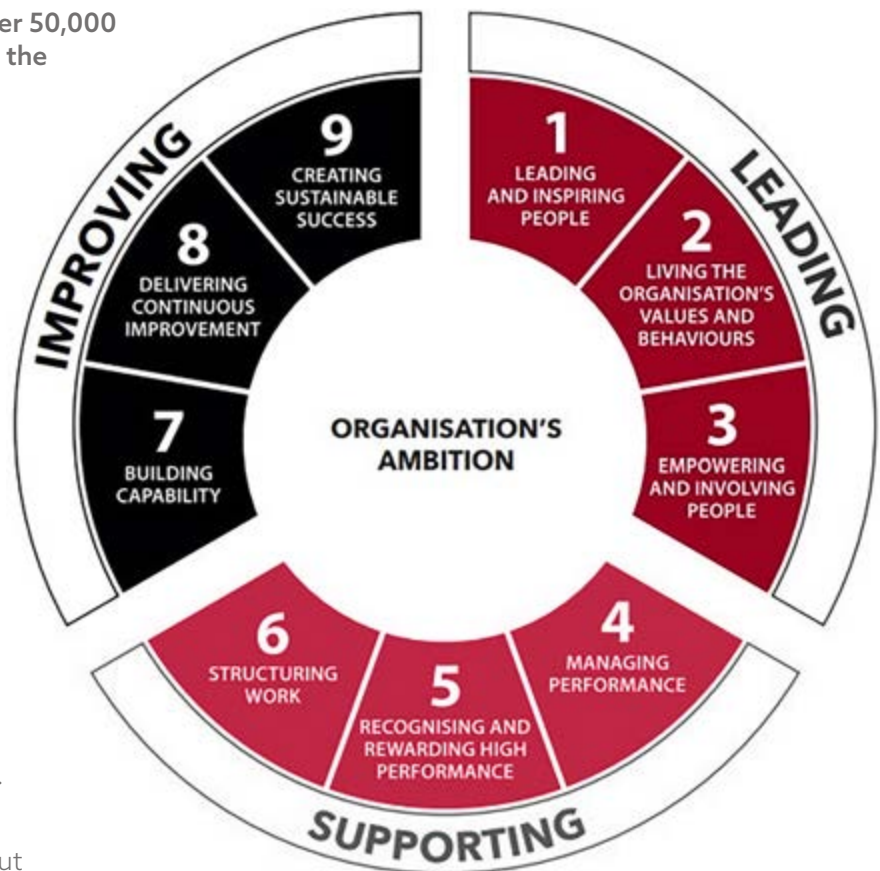 er 50,000
the
IMPROVING
LEADING
SUPPORTING
1
LEADING
AND INSPIRING
PEOPLE
2
LIVING THE
ORGANISATION'S
VALUES AND
BEHAVIOURS
3
EMPOWERING
AND INVOLVING
PEOPLE
4
MANAGING
PERFORMANCE
5
RECOGNISING AND
REWARDING HIGH
PERFORMANCE
6
STRUCTURING
WORK
7
BUILDING
CAPABILITY
8
DELIVERING
CONTINUOUS
IMPROVEMENT
9
CREATING
SUSTAINABLE
SUCCESS
ORGANISATION'S
AMBITION
ut